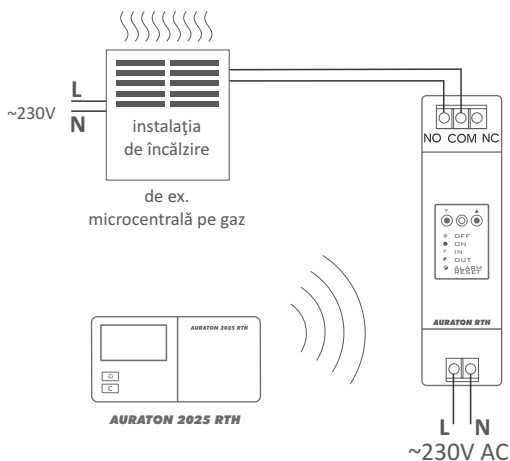 L
~230V
N
instalaţia
de încălzire
de ex.
microcentrală pe gaz
NO COM NC
OFF
ON
IN
OUT
ALARM
RESET
AURATON RTH
AURATON 2025 RTH
C
AURATON 2025 RTH
L N
~230V AC